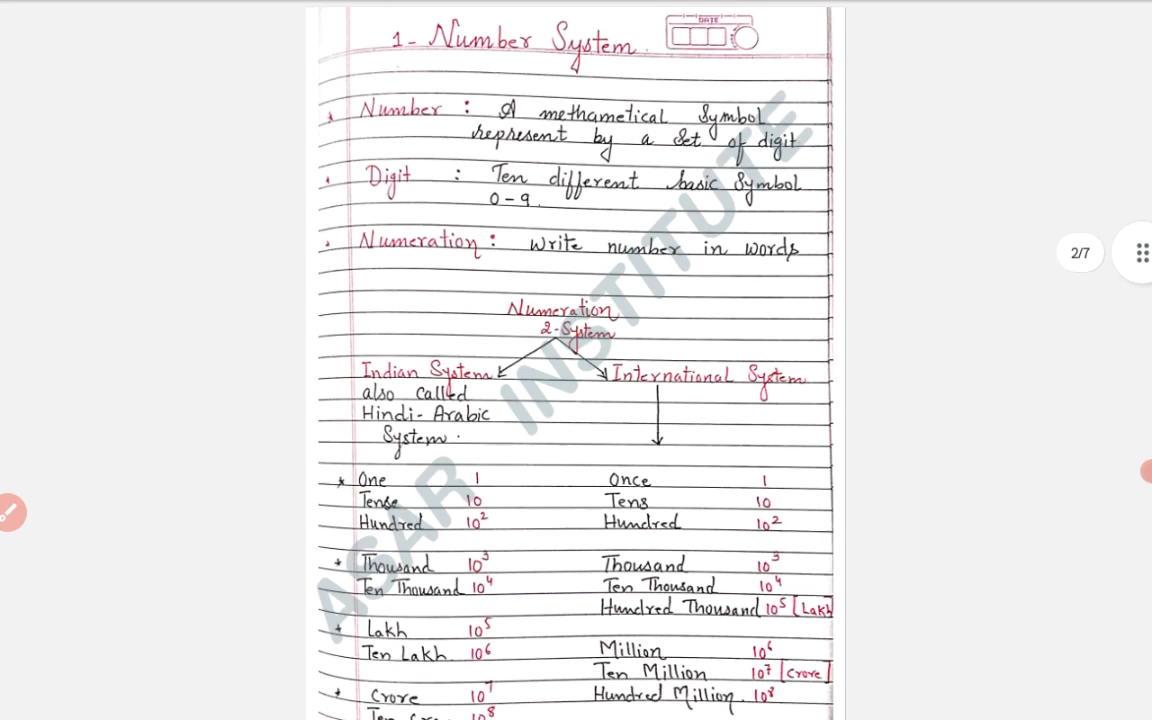 DATE
1- Number System.
Number : A methametical Symbol
represent by a Set of digit
Digit : Ten different basic Symbol
0-9.
Numeration : Write number in words
Numeration
2-System
Indian System
International System
also called
Hindi-Arabic
System.
One 1 Once 1
Tense 10 Tens 10
Hundred 10² Hundred 10²
Thousand 10³ Thousand 10³
Ten Thousand 10⁴ Ten Thousand 10⁴
Hundred Thousand 10⁵ [Lakh
Lakh 10⁵
Ten Lakh 10⁶ Million 10⁶
Ten Million 10⁷ [Crore]
Crore 10⁷ Hundred Million. 10⁸
Ten 10⁸
ASAR INSTITUTE
2/7